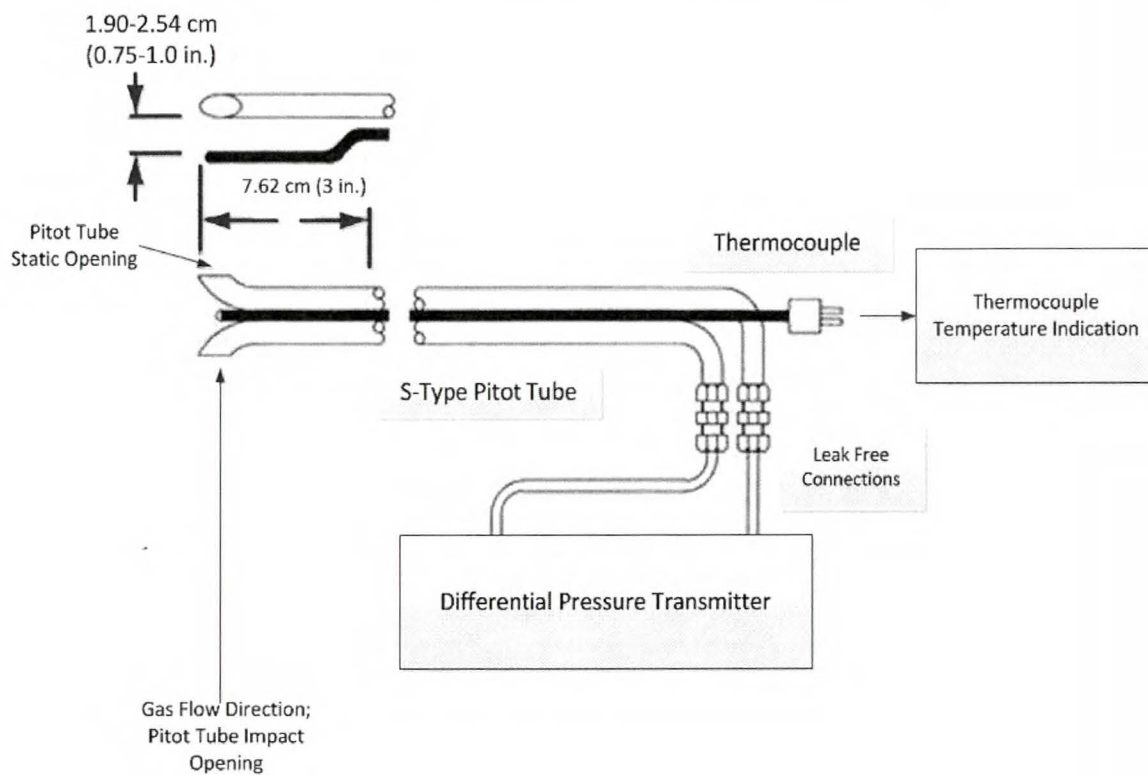 1.90-2.54 cm
(0.75-1.0 in.)
7.62 cm (3 in.)
Pitot Tube
Static Opening
Thermocouple
Thermocouple
Temperature Indication
S-Type Pitot Tube
Leak Free
Connections
Differential Pressure Transmitter
Gas Flow Direction;
Pitot Tube Impact
Opening